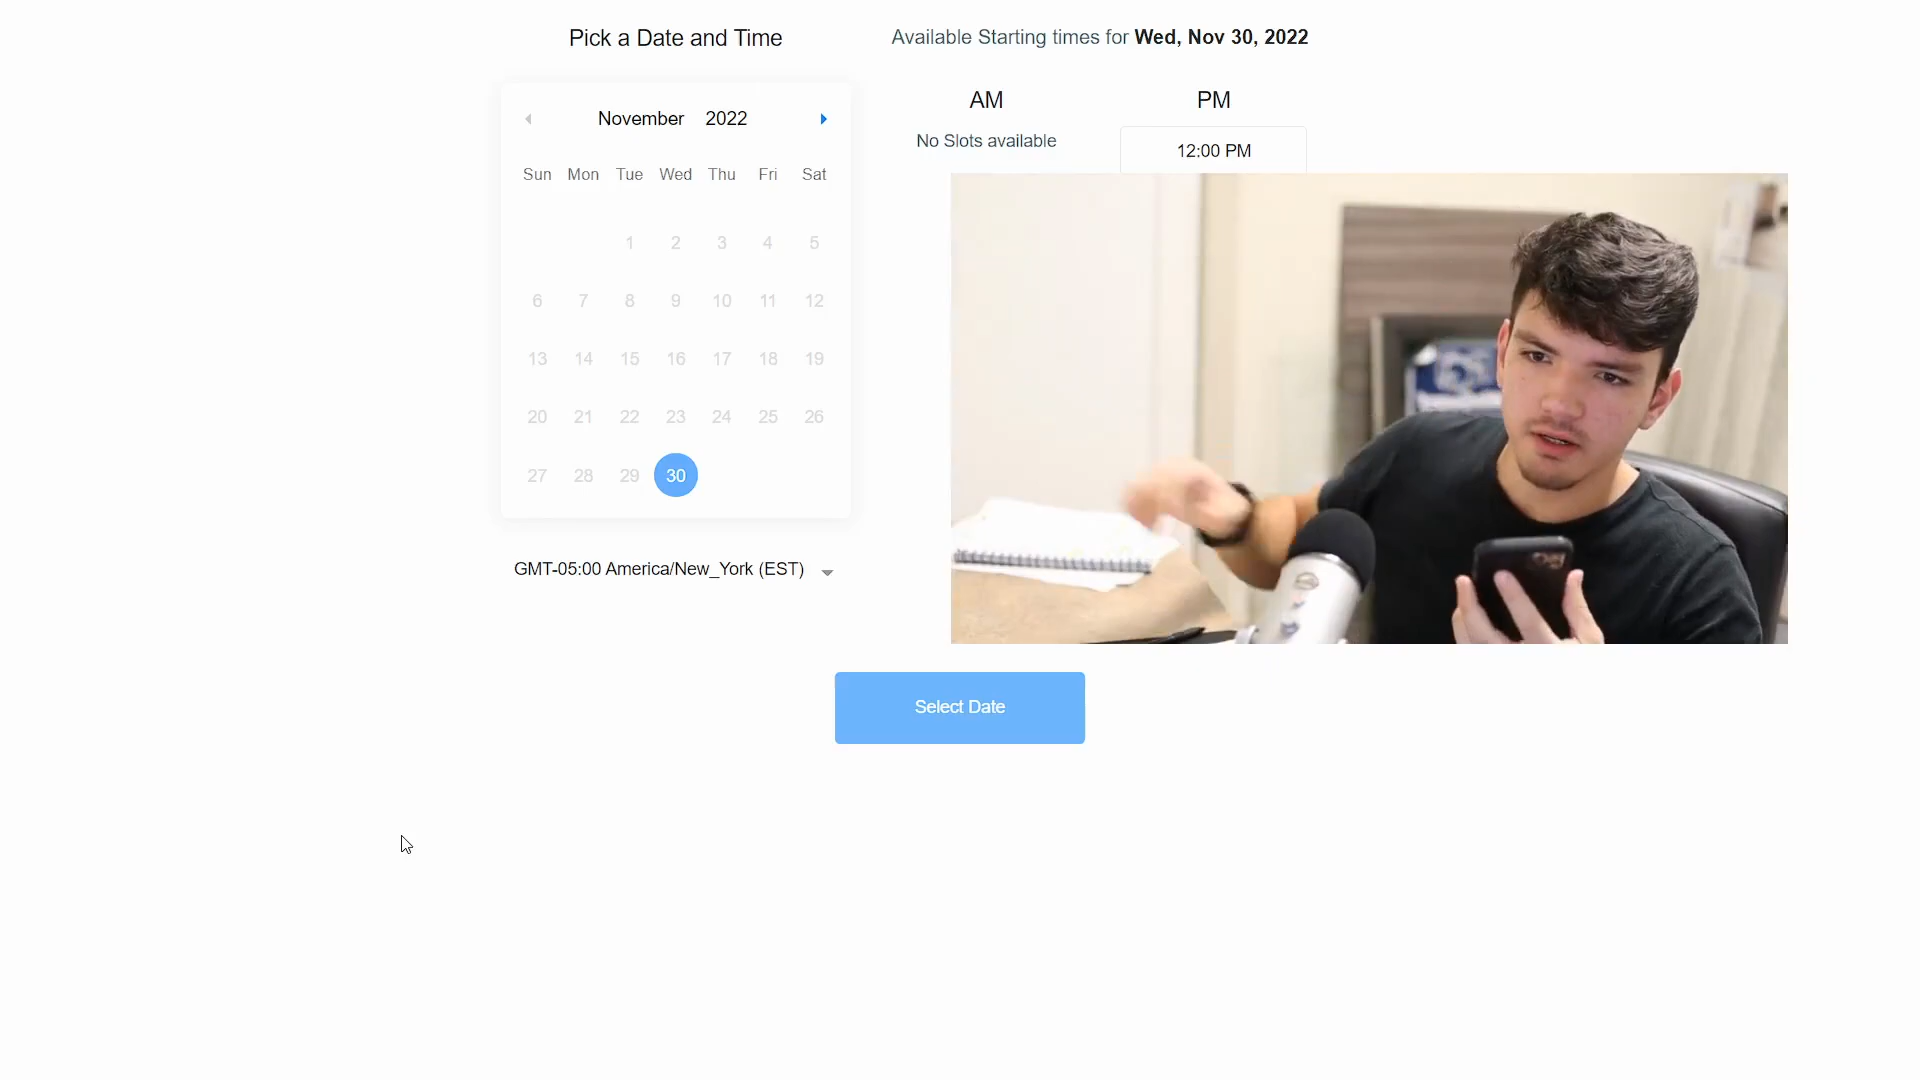 Pick a Date and Time
November 2022
Sun Mon Tue Wed Thu Fri Sat
1 2 3 4 5
6 7 8 9 10 11 12
13 14 15 16 17 18 19
20 21 22 23 24 25 26
27 28 29 30
GMT-05:00 America/New_York (EST)
Available Starting times for Wed, Nov 30, 2022
AM
No Slots available
PM
12:00 PM
Select Date